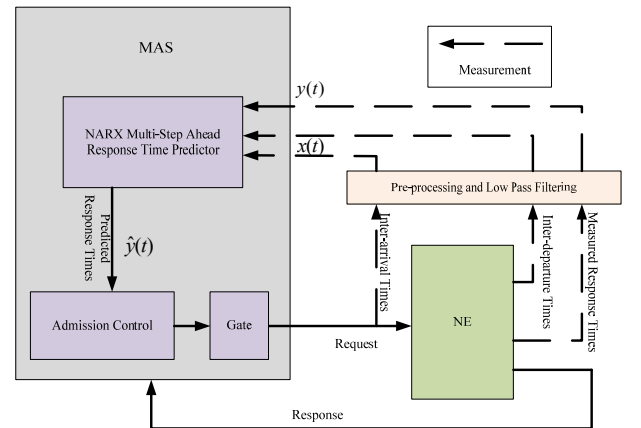 MAS
Measurement
y(t)
NARX Multi-Step Ahead
Response Time Predictor
x(t)
Pre-processing and Low Pass Filtering
Predicted
Response Times
ŷ(t)
Inter-arrival Times
Inter-departure Times
Measured Response Times
Admission Control
Gate
NE
Request
Response